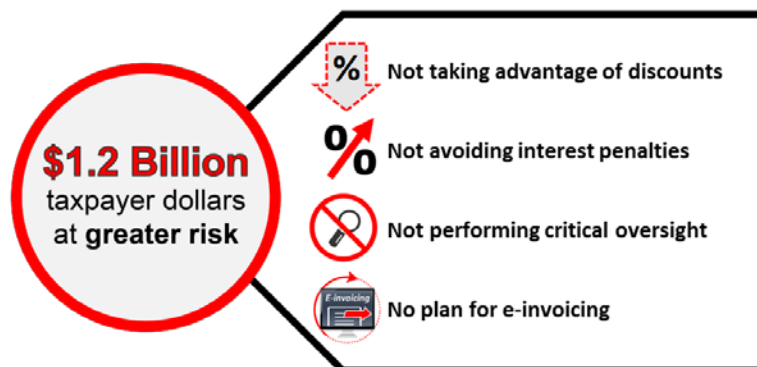 $1.2 Billion
taxpayer dollars
at greater risk
%
Not taking advantage of discounts
%
Not avoiding interest penalties
Not performing critical oversight
E-invoicing
No plan for e-invoicing